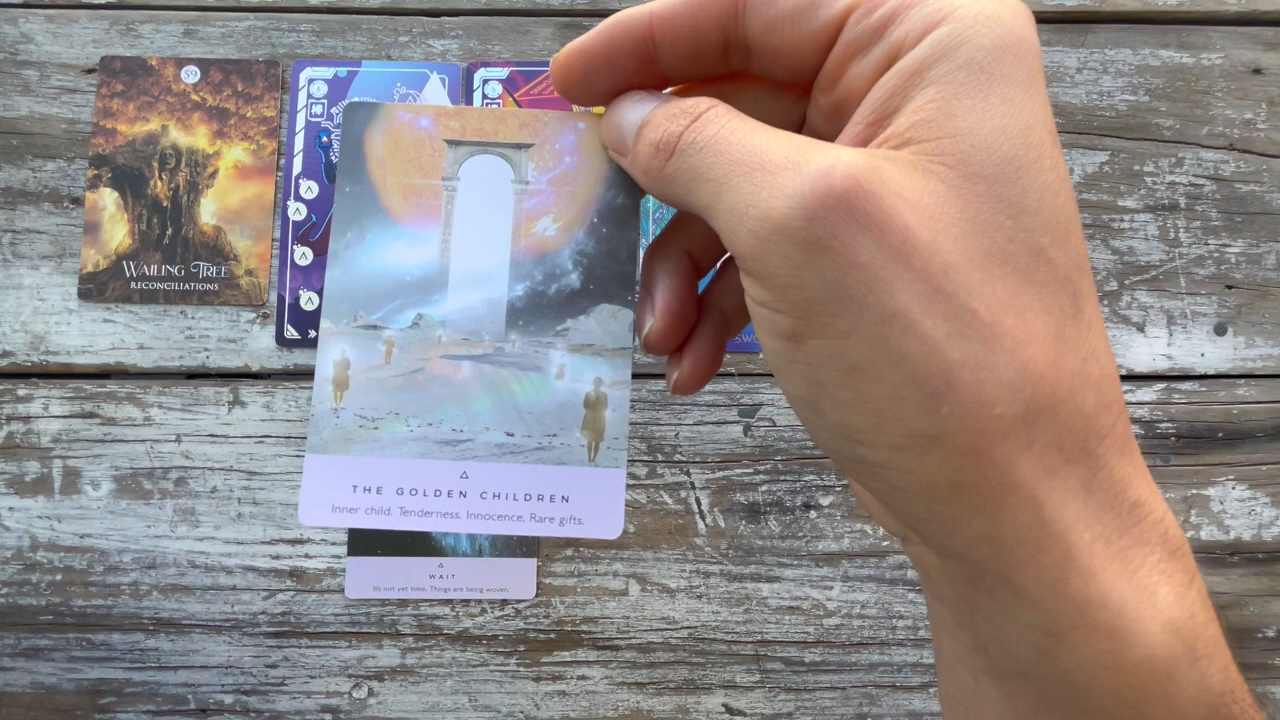 59
WAILING TREE
RECONCILIATIONS
THE GOLDEN CHILDREN
Inner child. Tenderness. Innocence. Rare gifts.
WAIT
It's not yet time. Things are being woven.